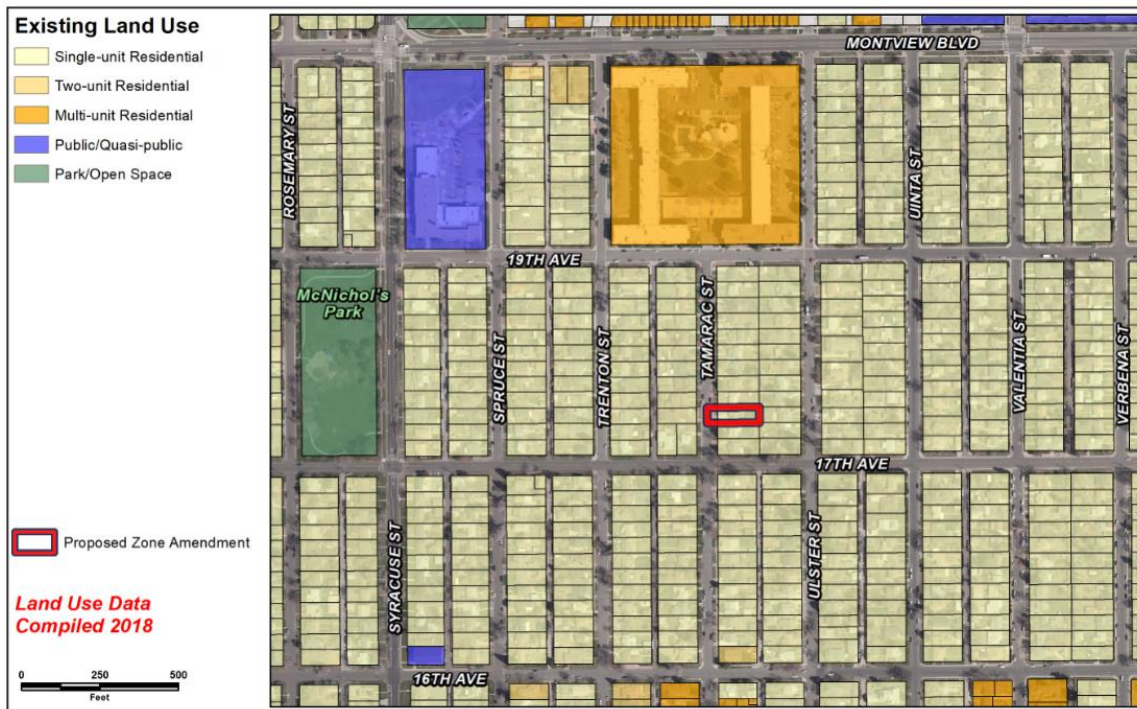 Existing Land Use
Single-unit Residential
Two-unit Residential
Multi-unit Residential
Public/Quasi-public
Park/Open Space
Proposed Zone Amendment
Land Use Data
Compiled 2018
0 250 500
Feet
MONTVIEW BLVD
ROSEMARY ST
UINTA ST
19TH AVE
McNichol's
Park
SPRUCE ST
TRENTON ST
TAMARAC ST
VALENTIA ST
VERBENA ST
17TH AVE
SYRACUSE ST
ULSTER ST
16TH AVE